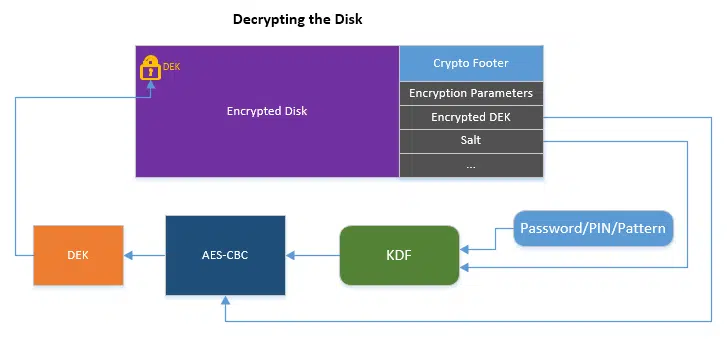 Decrypting the Disk
DEK
Crypto Footer
Encryption Parameters
Encrypted Disk
Encrypted DEK
Salt
...
DEK
AES-CBC
KDF
Password/PIN/Pattern